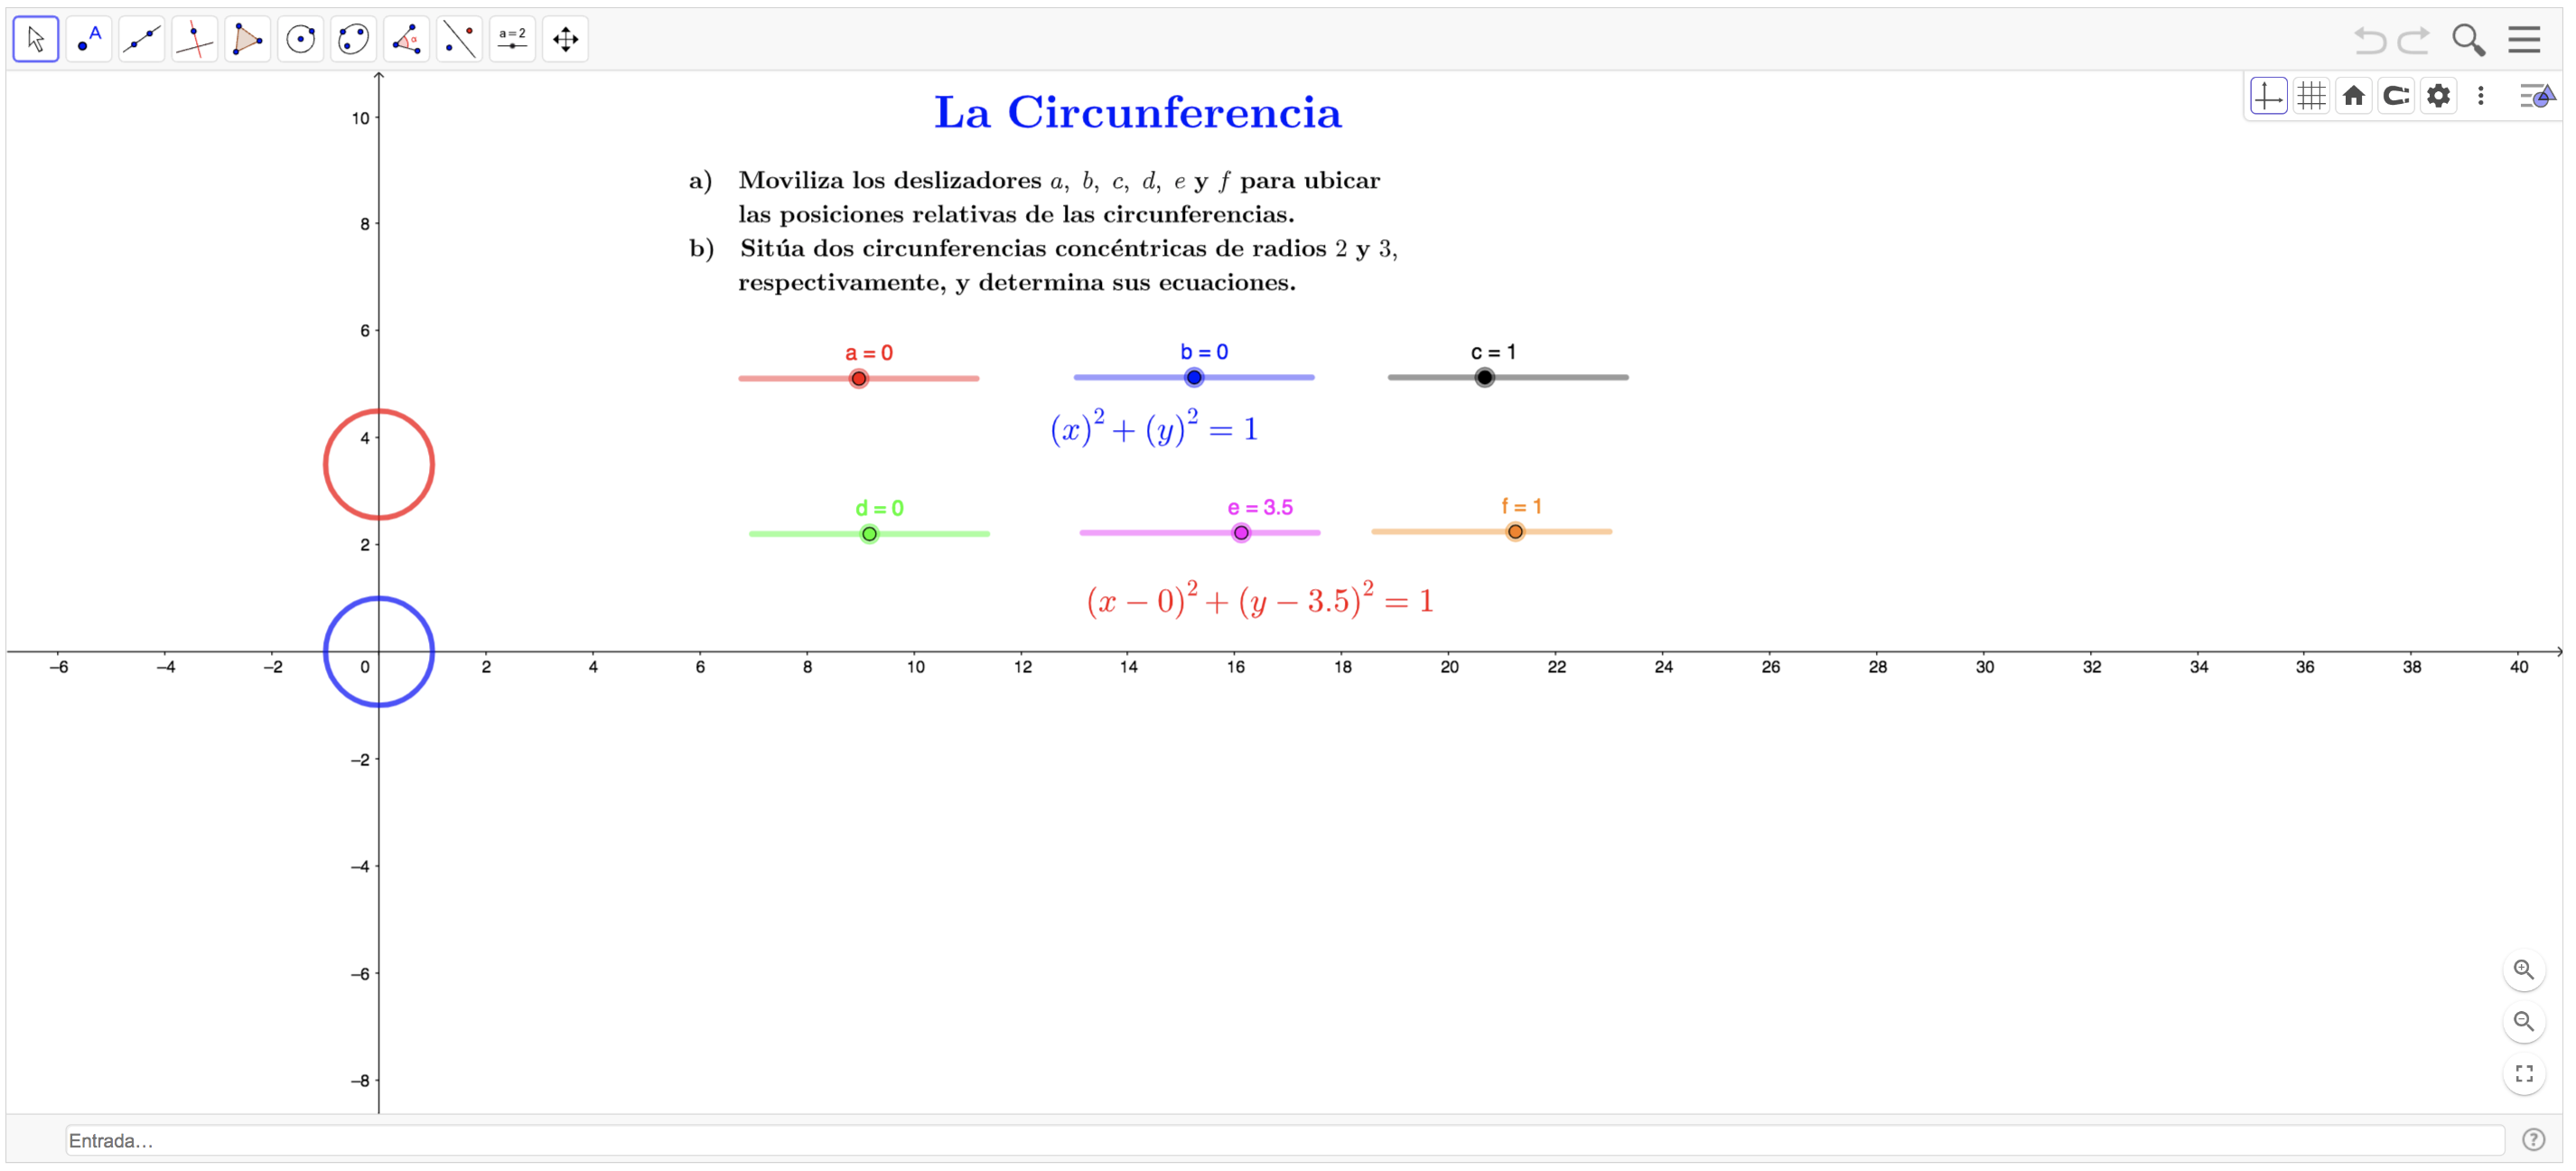 A
α
a=2
La Circunferencia
a) Moviliza los deslizadores a, b, c, d, e y f para ubicar
las posiciones relativas de las circunferencias.
b) Sitúa dos circunferencias concéntricas de radios 2 y 3,
respectivamente, y determina sus ecuaciones.
a = 0
b = 0
c = 1
(x)² + (y)² = 1
d = 0
e = 3.5
f = 1
(x − 0)² + (y − 3.5)² = 1
10
8
6
4
2
−6 −4 −2 0 2 4 6 8 10 12 14 16 18 20 22 24 26 28 30 32 34 36 38 40
−2
−4
−6
−8
Entrada…
?